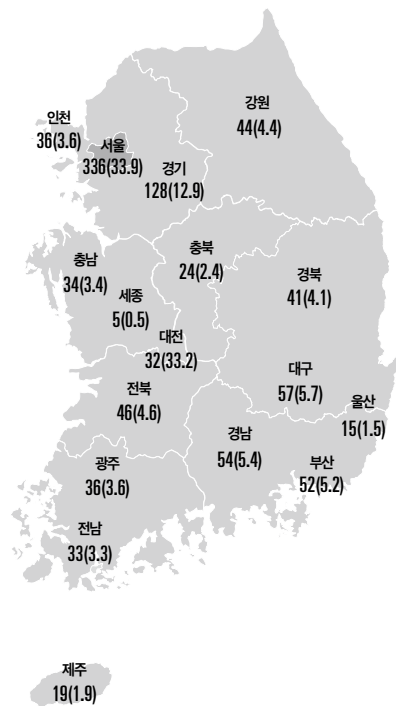 강원
44(4.4)
인천
36(3.6)
서울
336(33.9)
경기
128(12.9)
충북
24(2.4)
충남
34(3.4)
경북
41(4.1)
세종
5(0.5)
대전
32(33.2)
대구
57(5.7)
전북
46(4.6)
울산
15(1.5)
경남
54(5.4)
부산
52(5.2)
광주
36(3.6)
전남
33(3.3)
제주
19(1.9)